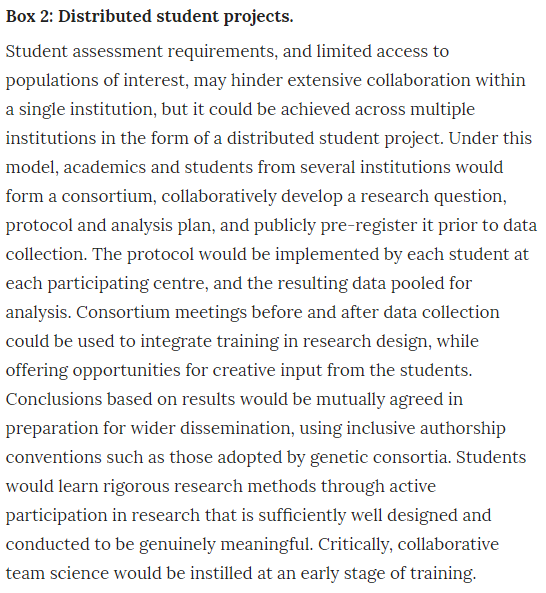 Box 2: Distributed student projects.
Student assessment requirements, and limited access to
populations of interest, may hinder extensive collaboration within
a single institution, but it could be achieved across multiple
institutions in the form of a distributed student project. Under this
model, academics and students from several institutions would
form a consortium, collaboratively develop a research question,
protocol and analysis plan, and publicly pre-register it prior to data
collection. The protocol would be implemented by each student at
each participating centre, and the resulting data pooled for
analysis. Consortium meetings before and after data collection
could be used to integrate training in research design, while
offering opportunities for creative input from the students.
Conclusions based on results would be mutually agreed in
preparation for wider dissemination, using inclusive authorship
conventions such as those adopted by genetic consortia. Students
would learn rigorous research methods through active
participation in research that is sufficiently well designed and
conducted to be genuinely meaningful. Critically, collaborative
team science would be instilled at an early stage of training.